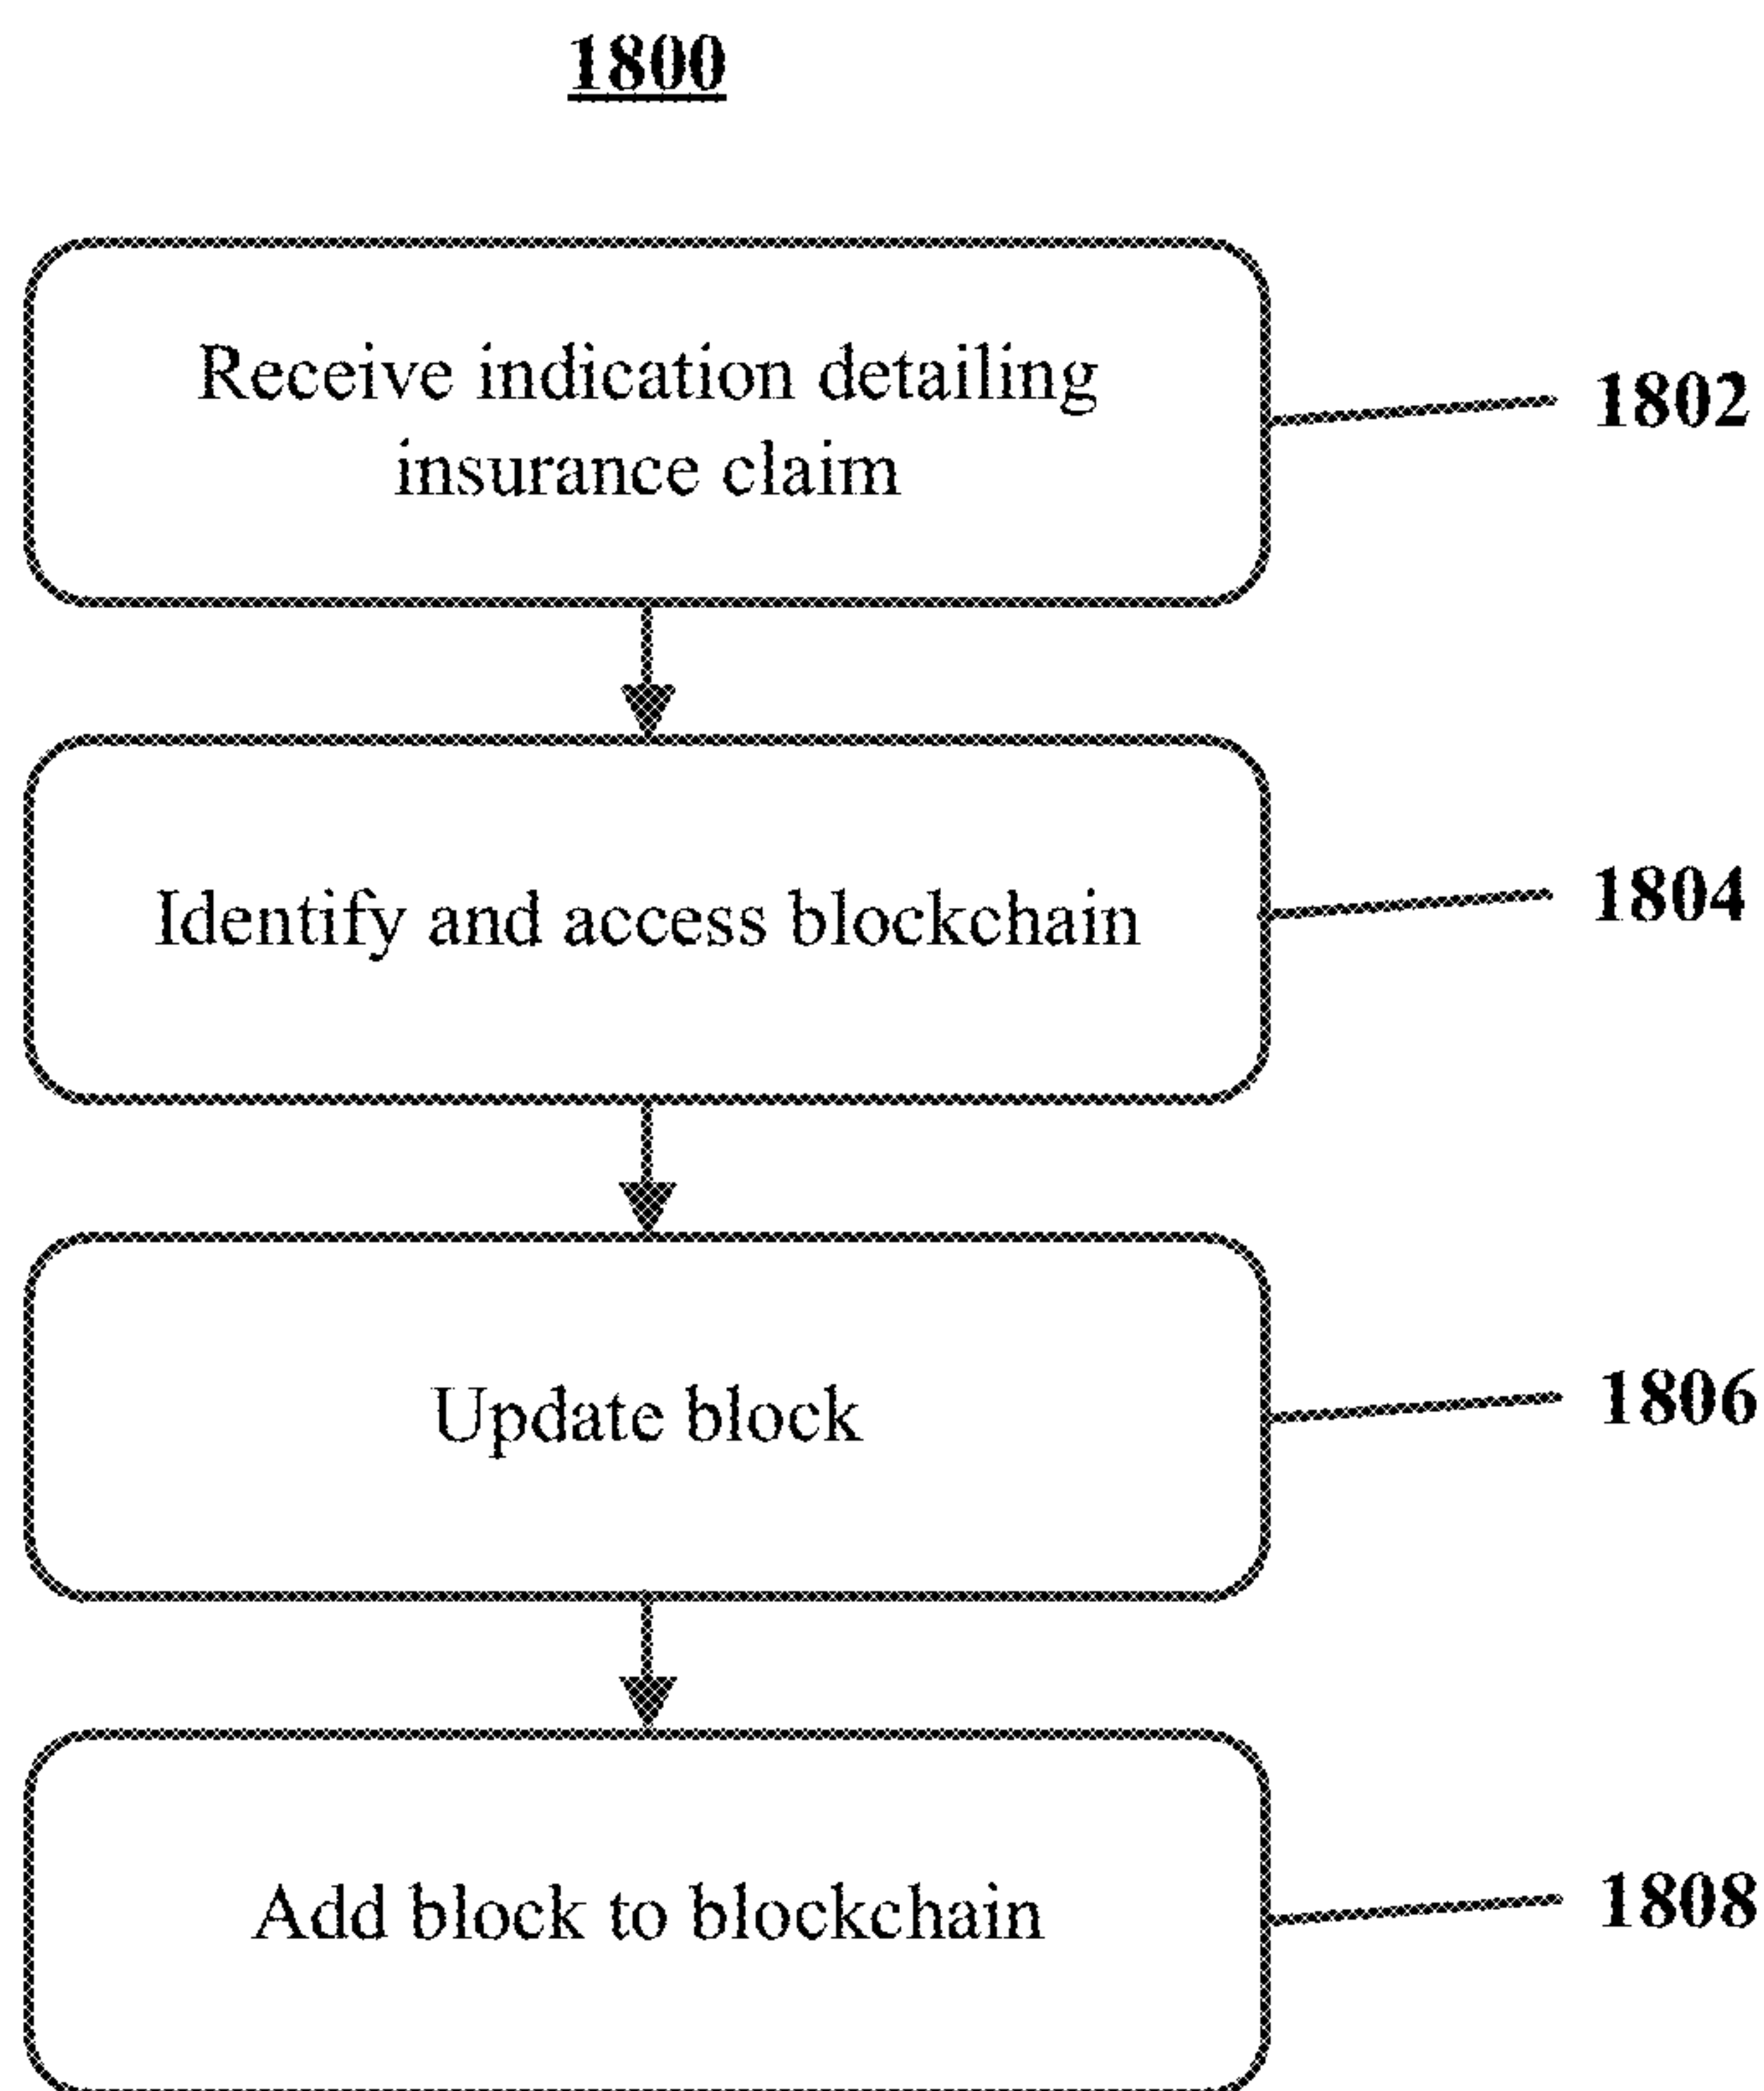 1800
Receive indication detailing
insurance claim
1802
Identify and access blockchain
1804
Update block
1806
Add block to blockchain
1808